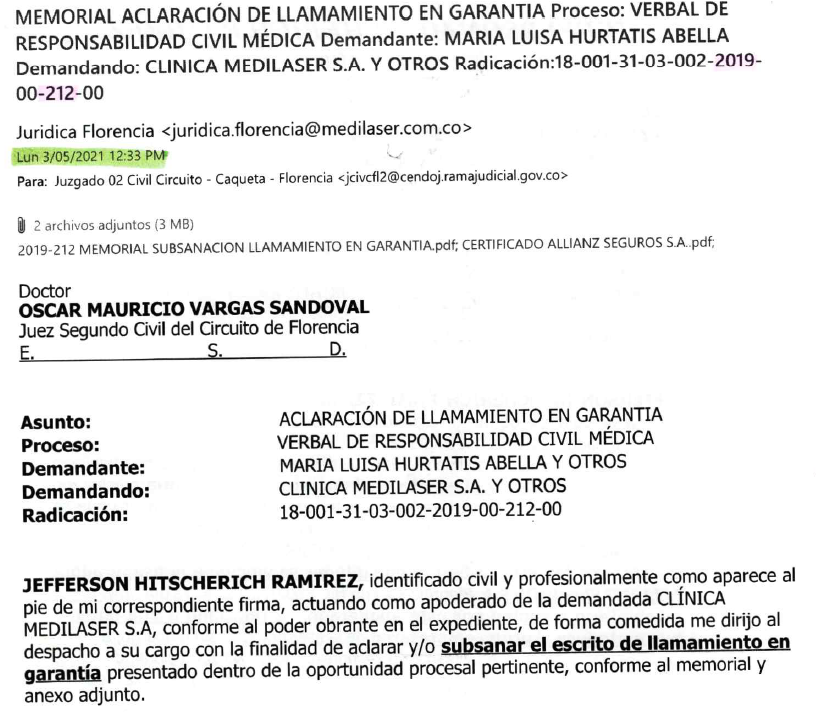 MEMORIAL ACLARACIÓN DE LLAMAMIENTO EN GARANTIA Proceso: VERBAL DE
RESPONSABILIDAD CIVIL MÉDICA Demandante: MARIA LUISA HURTATIS ABELLA
Demandando: CLINICA MEDILASER S.A. Y OTROS Radicación:18-001-31-03-002-2019-
00-212-00
Juridica Florencia <juridica.florencia@medilaser.com.co>
Lun 3/05/2021 12:33 PM
Para: Juzgado 02 Civil Circuito - Caqueta - Florencia <jcivcfl2@cendoj.ramajudicial.gov.co>
2 archivos adjuntos (3 MB)
2019-212 MEMORIAL SUBSANACION LLAMAMIENTO EN GARANTIA.pdf; CERTIFICADO ALLIANZ SEGUROS S.A..pdf;
Doctor
OSCAR MAURICIO VARGAS SANDOVAL
Juez Segundo Civil del Circuito de Florencia
E. S. D.
Asunto: ACLARACIÓN DE LLAMAMIENTO EN GARANTIA
Proceso: VERBAL DE RESPONSABILIDAD CIVIL MÉDICA
Demandante: MARIA LUISA HURTATIS ABELLA Y OTROS
Demandando: CLINICA MEDILASER S.A. Y OTROS
Radicación: 18-001-31-03-002-2019-00-212-00
JEFFERSON HITSCHERICH RAMIREZ, identificado civil y profesionalmente como aparece al
pie de mi correspondiente firma, actuando como apoderado de la demandada CLÍNICA
MEDILASER S.A, conforme al poder obrante en el expediente, de forma comedida me dirijo al
despacho a su cargo con la finalidad de aclarar y/o subsanar el escrito de llamamiento en
garantía presentado dentro de la oportunidad procesal pertinente, conforme al memorial y
anexo adjunto.